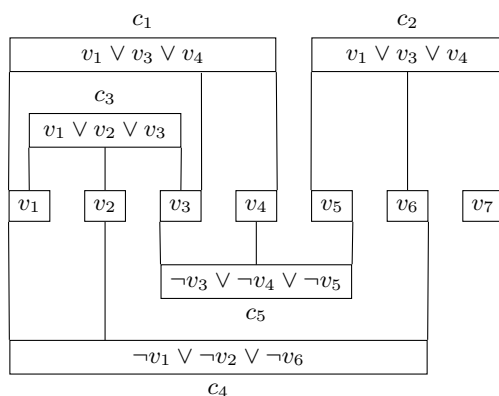 c₁ c₂
v₁ ∨ v₃ ∨ v₄ v₁ ∨ v₃ ∨ v₄
c₃
v₁ ∨ v₂ ∨ v₃
v₁ v₂ v₃ v₄ v₅ v₆ v₇
¬v₃ ∨ ¬v₄ ∨ ¬v₅
c₅
¬v₁ ∨ ¬v₂ ∨ ¬v₆
c₄